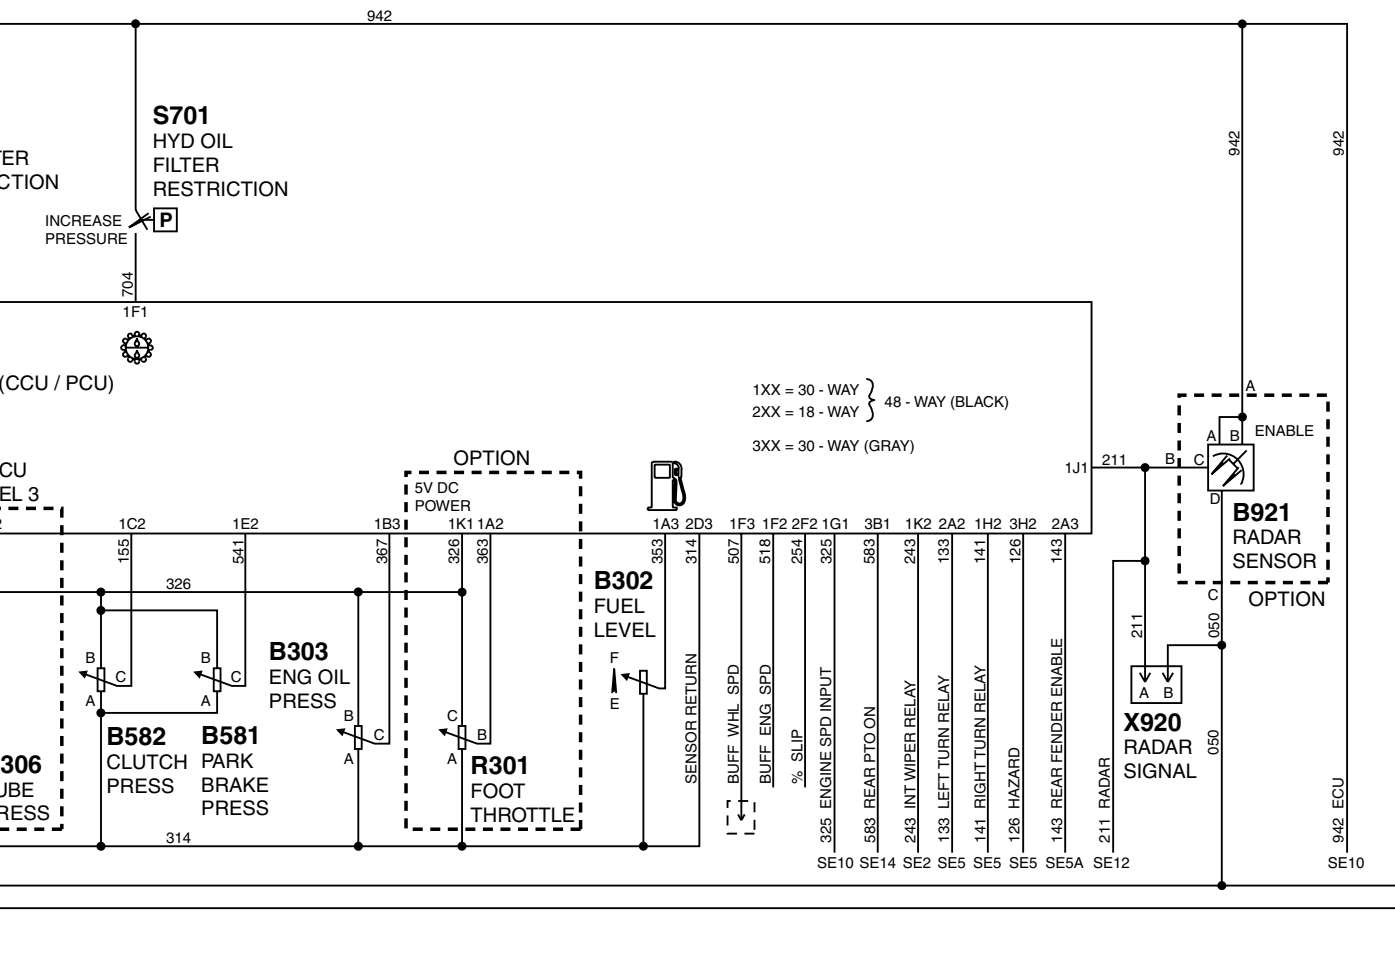 942
S701
HYD OIL
FILTER
RESTRICTION
TER
CTION
INCREASE
PRESSURE
P
704
1F1
942
942
(CCU / PCU)
1XX = 30 - WAY
2XX = 18 - WAY
48 - WAY (BLACK)
3XX = 30 - WAY (GRAY)
A
A B ENABLE
1J1 211 B C
D
B921
RADAR
SENSOR
C
OPTION
CU
EL 3
OPTION
5V DC
POWER
2 1C2 1E2 1B3 1K1 1A2 1A3 2D3 1F3 1F2 2F2 1G1 3B1 1K2 2A2 1H2 3H2 2A3
155 541 367 326 363 353 314 507 518 254 325 583 243 133 141 126 143
326
B302
FUEL
LEVEL
F
E
B303
ENG OIL
PRESS
B C A
B C A
B C A
C B A
B582
CLUTCH
PRESS
B581
PARK
BRAKE
PRESS
306
UBE
RESS
R301
FOOT
THROTTLE
314
SENSOR RETURN
BUFF WHL SPD
BUFF ENG SPD
% SLIP
325 ENGINE SPD INPUT
583 REAR PTO ON
243 INT WIPER RELAY
133 LEFT TURN RELAY
141 RIGHT TURN RELAY
126 HAZARD
143 REAR FENDER ENABLE
211 RADAR
211
050
A B
X920
RADAR
SIGNAL
050
942 ECU
SE10 SE14 SE2 SE5 SE5 SE5 SE5A SE12 SE10